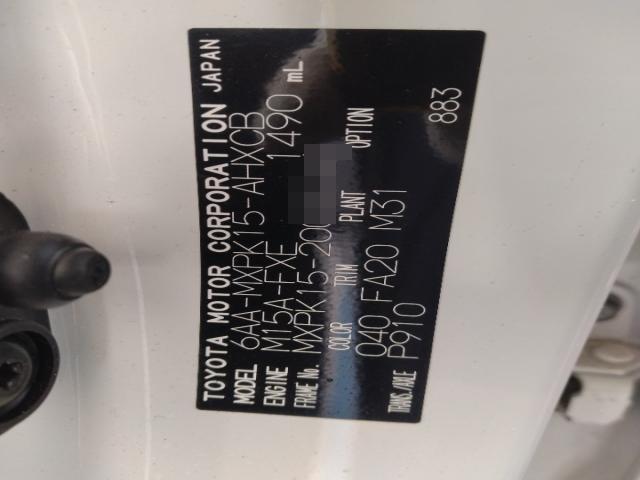 TOYOTA MOTOR CORPORATION JAPAN
MODEL 6AA-MXPK15-AHXCB
ENGINE M15A-FXE 1490 mL
FRAME No. MXPK15-20
COLOR TRIM PLANT OPTION
040 FA20 M31
TRANS./AXLE P910
883